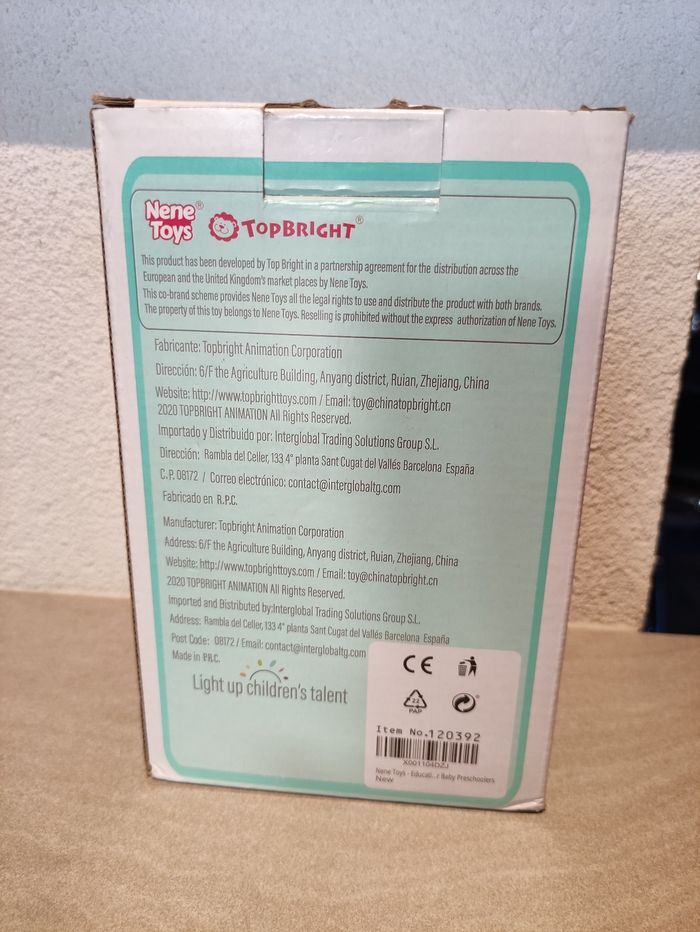 Nene®
Toys
TOPBRIGHT®
This product has been developed by Top Bright in a partnership agreement for the distribution across the
European and the United Kingdom's market places by Nene Toys.
This co-brand scheme provides Nene Toys all the legal rights to use and distribute the product with both brands.
The property of this toy belongs to Nene Toys. Reselling is prohibited without the express authorization of Nene Toys.
Fabricante: Topbright Animation Corporation
Dirección: 6/F the Agriculture Building, Anyang district, Ruian, Zhejiang, China
Website: http://www.topbrighttoys.com / Email: toy@chinatopbright.cn
2020 TOPBRIGHT ANIMATION All Rights Reserved.
Importado y Distribuido por: Interglobal Trading Solutions Group S.L.
Dirección: Rambla del Celler, 133 4° planta Sant Cugat del Vallés Barcelona España
C.P. 08172 / Correo electrónico: contact@interglobaltg.com
Fabricado en R.P.C.
Manufacturer: Topbright Animation Corporation
Address: 6/F the Agriculture Building, Anyang district, Ruian, Zhejiang, China
Website: http://www.topbrighttoys.com / Email: toy@chinatopbright.cn
2020 TOPBRIGHT ANIMATION All Rights Reserved.
Imported and Distributed by:Interglobal Trading Solutions Group S.L.
Address: Rambla del Celler, 133 4° planta Sant Cugat del Vallés Barcelona España
Post Code: 08172 / Email: contact@interglobaltg.com
Made in P.R.C.
Light up children's talent
CE
22
PAP
Item No.120392
X001104DZJ
Nene Toys - Educati...r Baby Preschoolers
New